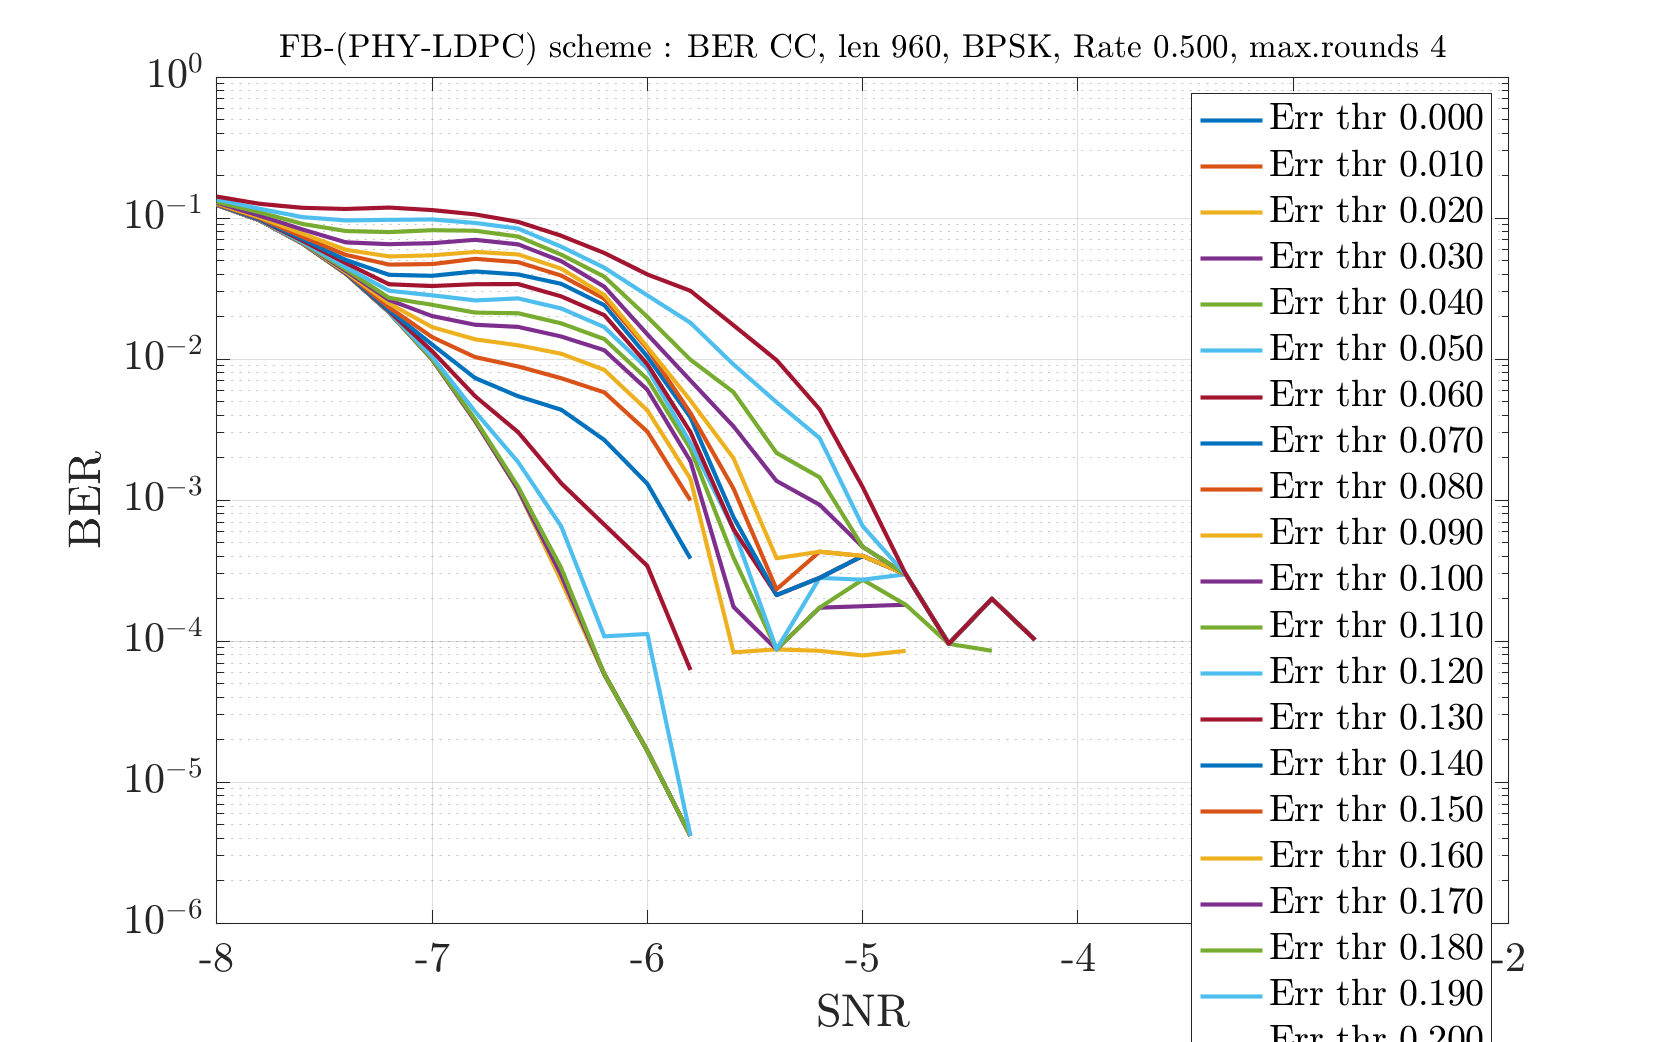 FB-(PHY-LDPC) scheme : BER CC, len 960, BPSK, Rate 0.500, max.rounds 4
10^0
10^−1
10^−2
10^−3
10^−4
10^−5
10^−6
BER
-8
-7
-6
-5
-4
-2
SNR
Err thr 0.000
Err thr 0.010
Err thr 0.020
Err thr 0.030
Err thr 0.040
Err thr 0.050
Err thr 0.060
Err thr 0.070
Err thr 0.080
Err thr 0.090
Err thr 0.100
Err thr 0.110
Err thr 0.120
Err thr 0.130
Err thr 0.140
Err thr 0.150
Err thr 0.160
Err thr 0.170
Err thr 0.180
Err thr 0.190
Err thr 0.200